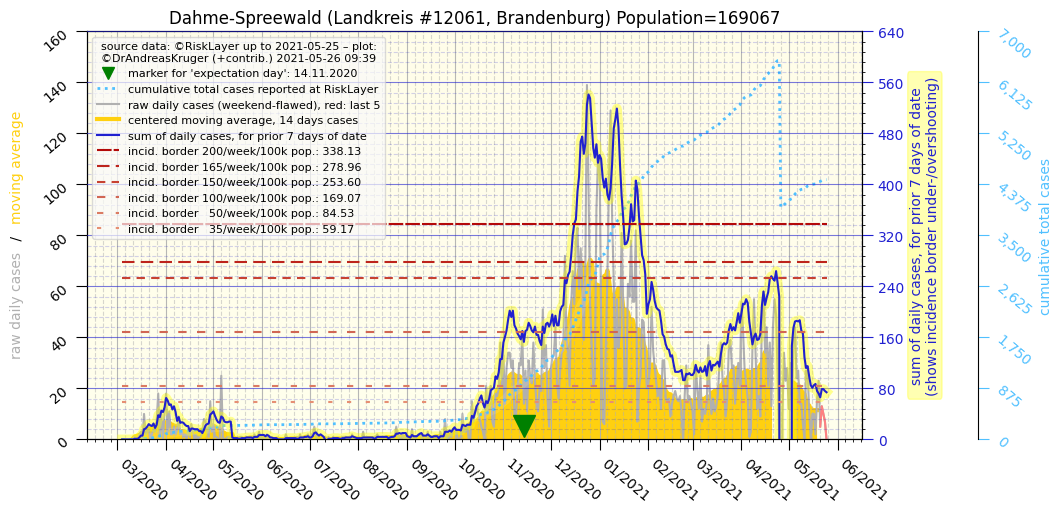 Dahme-Spreewald (Landkreis #12061, Brandenburg) Population=169067
source data: ©RiskLayer up to 2021-05-25 – plot:
©DrAndreasKruger (+contrib.) 2021-05-26 09:39
marker for 'expectation day': 14.11.2020
cumulative total cases reported at RiskLayer
raw daily cases (weekend-flawed), red: last 5
centered moving average, 14 days cases
sum of daily cases, for prior 7 days of date
incid. border 200/week/100k pop.: 338.13
incid. border 165/week/100k pop.: 278.96
incid. border 150/week/100k pop.: 253.60
incid. border 100/week/100k pop.: 169.07
incid. border   50/week/100k pop.: 84.53
incid. border   35/week/100k pop.: 59.17
raw daily cases  /  moving average
160
140
120
100
80
60
40
20
0
03/2020
04/2020
05/2020
06/2020
07/2020
08/2020
09/2020
10/2020
11/2020
12/2020
01/2021
02/2021
03/2021
04/2021
05/2021
06/2021
640
560
480
400
320
240
160
80
0
sum of daily cases, for prior 7 days of date
(shows incidence border under-/overshooting)
7,000
6,125
5,250
4,375
3,500
2,625
1,750
875
0
cumulative total cases